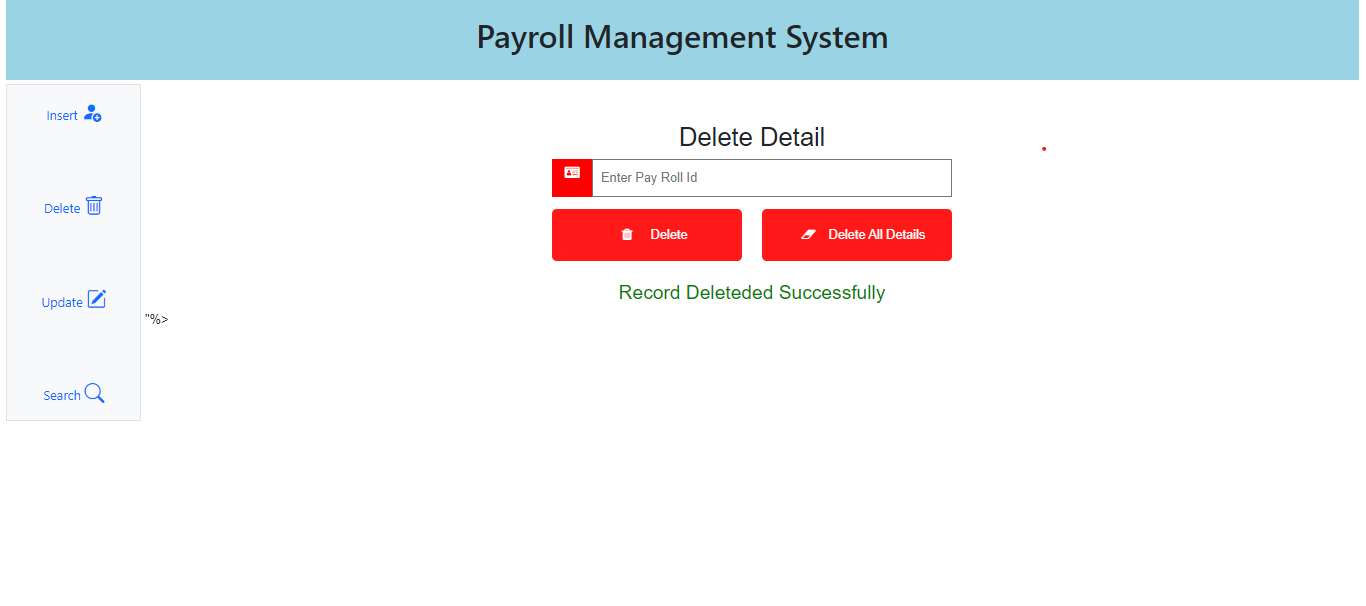 Payroll Management System
Insert
Delete
Update
Search
Delete Detail
Enter Pay Roll Id
Delete
Delete All Details
Record Deleteded Successfully
"%>